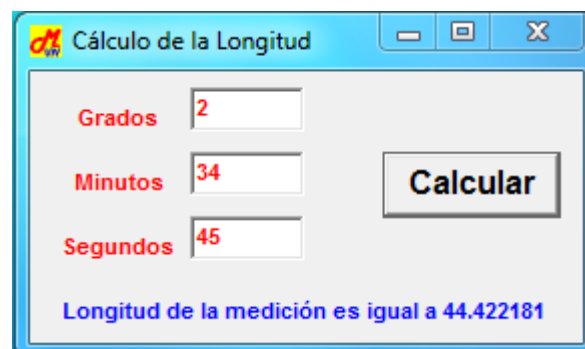 Cálculo de la Longitud
Grados 2
Minutos 34
Segundos 45
Calcular
Longitud de la medición es igual a 44.422181